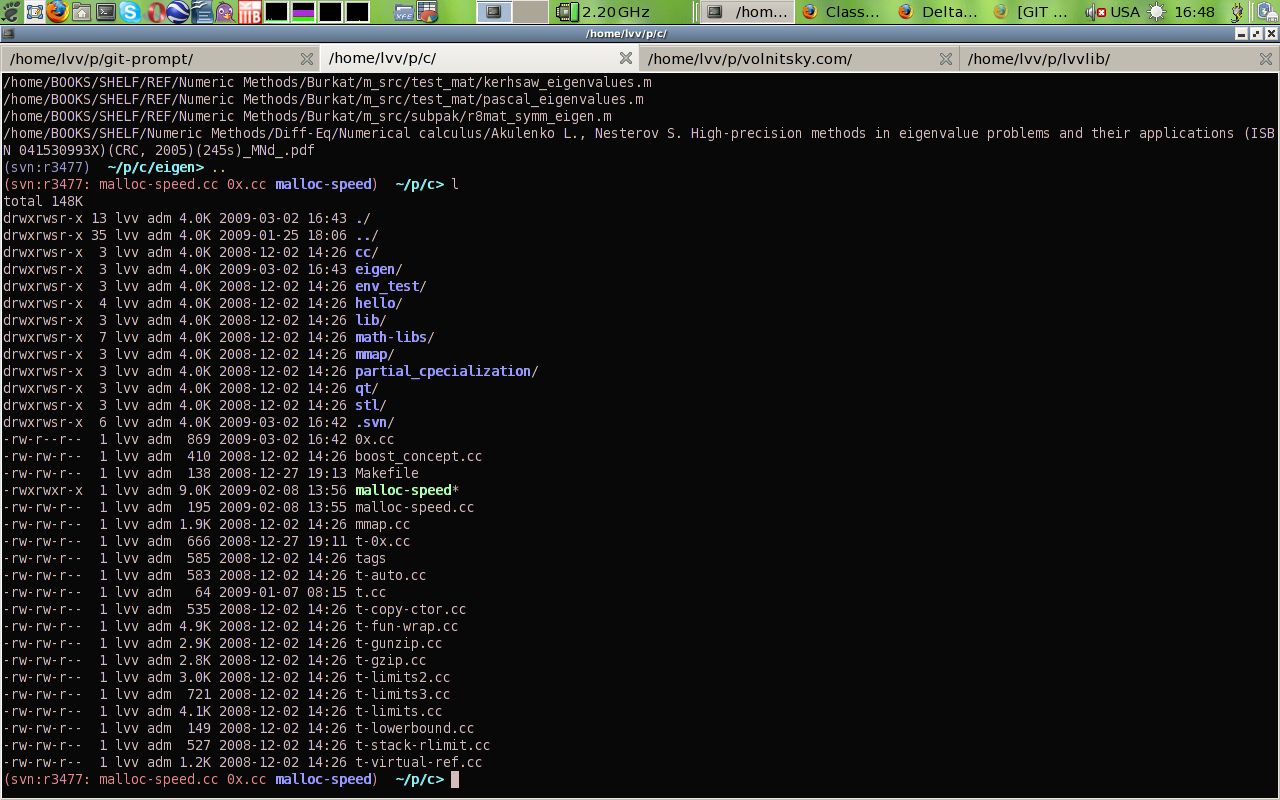 2.20 GHz /hom... Class... Delta... [GIT ... USA 16:48
/home/lvv/p/c/
/home/lvv/p/git-prompt/ /home/lvv/p/c/ /home/lvv/p/volnitsky.com/ /home/lvv/p/lvvlib/
/home/BOOKS/SHELF/REF/Numeric Methods/Burkat/m_src/test_mat/kerhsaw_eigenvalues.m
/home/BOOKS/SHELF/REF/Numeric Methods/Burkat/m_src/test_mat/pascal_eigenvalues.m
/home/BOOKS/SHELF/REF/Numeric Methods/Burkat/m_src/subpak/r8mat_symm_eigen.m
/home/BOOKS/SHELF/Numeric Methods/Diff-Eq/Numerical calculus/Akulenko L., Nesterov S. High-precision methods in eigenvalue problems and their applications (ISB
N 041530993X)(CRC, 2005)(245s)_MNd_.pdf
(svn:r3477) ~/p/c/eigen> ..
(svn:r3477: malloc-speed.cc 0x.cc malloc-speed) ~/p/c> l
total 148K
drwxrwsr-x 13 lvv adm 4.0K 2009-03-02 16:43 ./
drwxrwsr-x 35 lvv adm 4.0K 2009-01-25 18:06 ../
drwxrwsr-x 3 lvv adm 4.0K 2008-12-02 14:26 cc/
drwxrwsr-x 3 lvv adm 4.0K 2009-03-02 16:43 eigen/
drwxrwsr-x 3 lvv adm 4.0K 2008-12-02 14:26 env_test/
drwxrwsr-x 4 lvv adm 4.0K 2008-12-02 14:26 hello/
drwxrwsr-x 3 lvv adm 4.0K 2008-12-02 14:26 lib/
drwxrwsr-x 7 lvv adm 4.0K 2008-12-02 14:26 math-libs/
drwxrwsr-x 3 lvv adm 4.0K 2008-12-02 14:26 mmap/
drwxrwsr-x 3 lvv adm 4.0K 2008-12-02 14:26 partial_cpecialization/
drwxrwsr-x 3 lvv adm 4.0K 2008-12-02 14:26 qt/
drwxrwsr-x 3 lvv adm 4.0K 2008-12-02 14:26 stl/
drwxrwsr-x 6 lvv adm 4.0K 2009-03-02 16:42 .svn/
-rw-r--r-- 1 lvv adm 869 2009-03-02 16:42 0x.cc
-rw-rw-r-- 1 lvv adm 410 2008-12-02 14:26 boost_concept.cc
-rw-rw-r-- 1 lvv adm 138 2008-12-27 19:13 Makefile
-rwxrwxr-x 1 lvv adm 9.0K 2009-02-08 13:56 malloc-speed*
-rw-rw-r-- 1 lvv adm 195 2009-02-08 13:55 malloc-speed.cc
-rw-rw-r-- 1 lvv adm 1.9K 2008-12-02 14:26 mmap.cc
-rw-rw-r-- 1 lvv adm 666 2008-12-27 19:11 t-0x.cc
-rw-rw-r-- 1 lvv adm 585 2008-12-02 14:26 tags
-rw-rw-r-- 1 lvv adm 583 2008-12-02 14:26 t-auto.cc
-rw-rw-r-- 1 lvv adm 64 2009-01-07 08:15 t.cc
-rw-rw-r-- 1 lvv adm 535 2008-12-02 14:26 t-copy-ctor.cc
-rw-rw-r-- 1 lvv adm 4.9K 2008-12-02 14:26 t-fun-wrap.cc
-rw-rw-r-- 1 lvv adm 2.9K 2008-12-02 14:26 t-gunzip.cc
-rw-rw-r-- 1 lvv adm 2.8K 2008-12-02 14:26 t-gzip.cc
-rw-rw-r-- 1 lvv adm 3.0K 2008-12-02 14:26 t-limits2.cc
-rw-rw-r-- 1 lvv adm 721 2008-12-02 14:26 t-limits3.cc
-rw-rw-r-- 1 lvv adm 4.1K 2008-12-02 14:26 t-limits.cc
-rw-rw-r-- 1 lvv adm 149 2008-12-02 14:26 t-lowerbound.cc
-rw-rw-r-- 1 lvv adm 527 2008-12-02 14:26 t-stack-rlimit.cc
-rw-rw-r-- 1 lvv adm 1.2K 2008-12-02 14:26 t-virtual-ref.cc
(svn:r3477: malloc-speed.cc 0x.cc malloc-speed) ~/p/c>